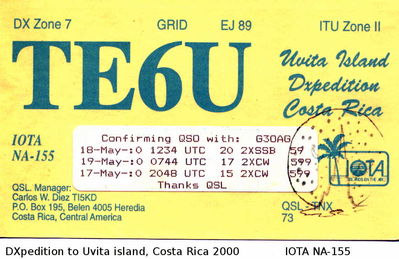 DX Zone 7 GRID EJ 89 ITU Zone II
TE6U
Uvita Island
Dxpedition
Costa Rica
IOTA
NA-155
Confirming QSO with: G3OAG
18-May-:0 1234 UTC 20 2XSSB 59
19-May-:0 0744 UTC 17 2XCW 599
17-May-:0 2048 UTC 15 2XCW 599
Thanks QSL
IOTA
QSL. Manager:
Carlos W. Diez TI5KD
P.O. Box 195, Belen 4005 Heredia
Costa Rica, Central America
QSL TNX
73
DXpedition to Uvita island, Costa Rica 2000 IOTA NA-155